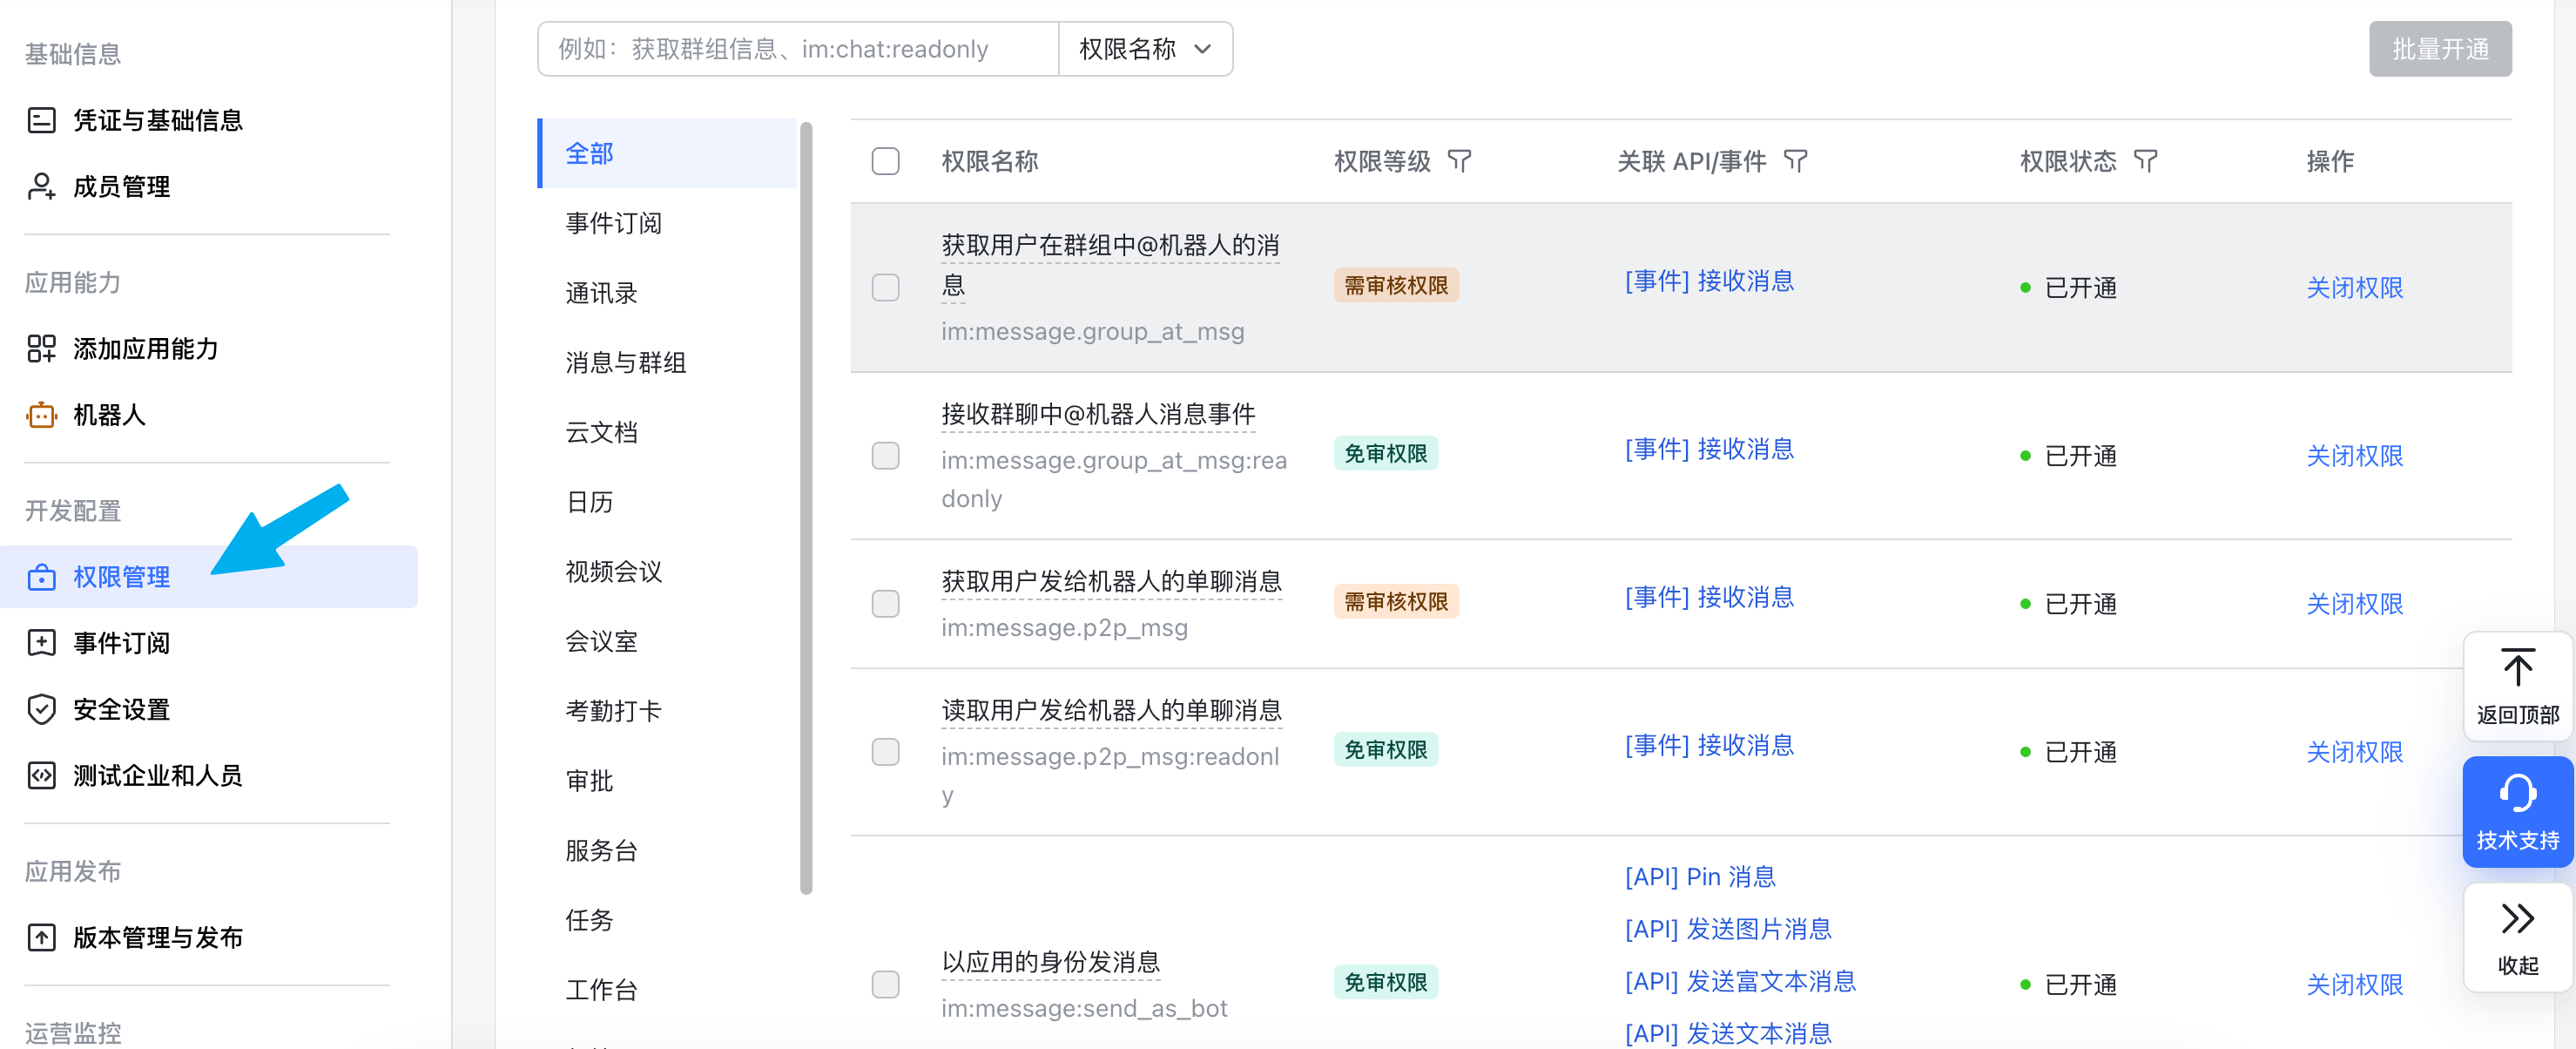 基础信息
凭证与基础信息
成员管理
应用能力
添加应用能力
机器人
开发配置
权限管理
事件订阅
安全设置
测试企业和人员
应用发布
版本管理与发布
运营监控
例如：获取群组信息、im:chat:readonly
权限名称
批量开通
全部
事件订阅
通讯录
消息与群组
云文档
日历
视频会议
会议室
考勤打卡
审批
服务台
任务
工作台
权限名称 权限等级 关联 API/事件 权限状态 操作
获取用户在群组中@机器人的消
息
im:message.group_at_msg
需审核权限
[事件] 接收消息
已开通
关闭权限
接收群聊中@机器人消息事件
im:message.group_at_msg:rea
donly
免审权限
[事件] 接收消息
已开通
关闭权限
获取用户发给机器人的单聊消息
im:message.p2p_msg
需审核权限
[事件] 接收消息
已开通
关闭权限
读取用户发给机器人的单聊消息
im:message.p2p_msg:readonl
y
免审权限
[事件] 接收消息
已开通
关闭权限
以应用的身份发消息
im:message:send_as_bot
免审权限
[API] Pin 消息
[API] 发送图片消息
[API] 发送富文本消息
[API] 发送文本消息
已开通
关闭权限
返回顶部
技术支持
收起